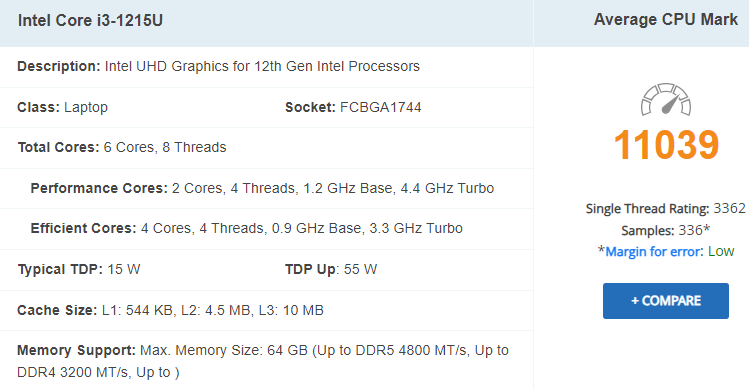 Intel Core i3-1215U
Description: Intel UHD Graphics for 12th Gen Intel Processors
Class: Laptop Socket: FCBGA1744
Total Cores: 6 Cores, 8 Threads
Performance Cores: 2 Cores, 4 Threads, 1.2 GHz Base, 4.4 GHz Turbo
Efficient Cores: 4 Cores, 4 Threads, 0.9 GHz Base, 3.3 GHz Turbo
Typical TDP: 15 W TDP Up: 55 W
Cache Size: L1: 544 KB, L2: 4.5 MB, L3: 10 MB
Memory Support: Max. Memory Size: 64 GB (Up to DDR5 4800 MT/s, Up to
DDR4 3200 MT/s, Up to )
Average CPU Mark
11039
Single Thread Rating: 3362
Samples: 336*
*Margin for error: Low
+ COMPARE